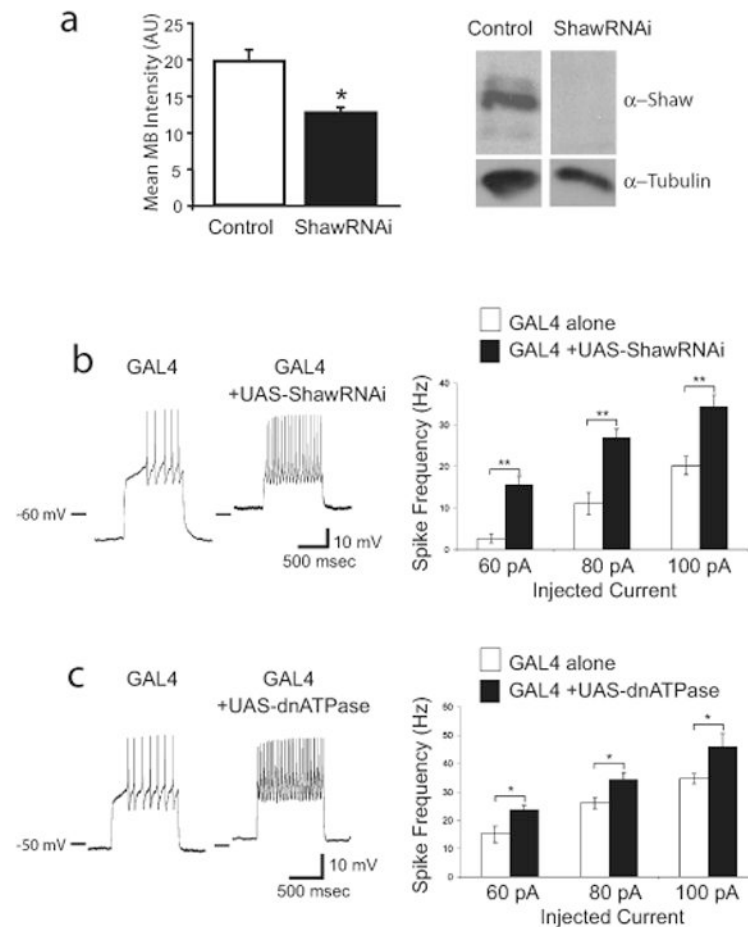 a
Control ShawRNAi
α–Shaw
α–Tubulin
Mean MB Intensity (AU)
25
20
15
10
5
0
*
Control ShawRNAi
b
GAL4
GAL4
+UAS-ShawRNAi
-60 mV
10 mV
500 msec
GAL4 alone
GAL4 +UAS-ShawRNAi
Spike Frequency (Hz)
40
30
20
10
0
** ** **
60 pA 80 pA 100 pA
Injected Current
c
GAL4
GAL4
+UAS-dnATPase
-50 mV
10 mV
500 msec
GAL4 alone
GAL4 +UAS-dnATPase
Spike Frequency (Hz)
60
50
40
30
20
10
0
* * *
60 pA 80 pA 100 pA
Injected Current